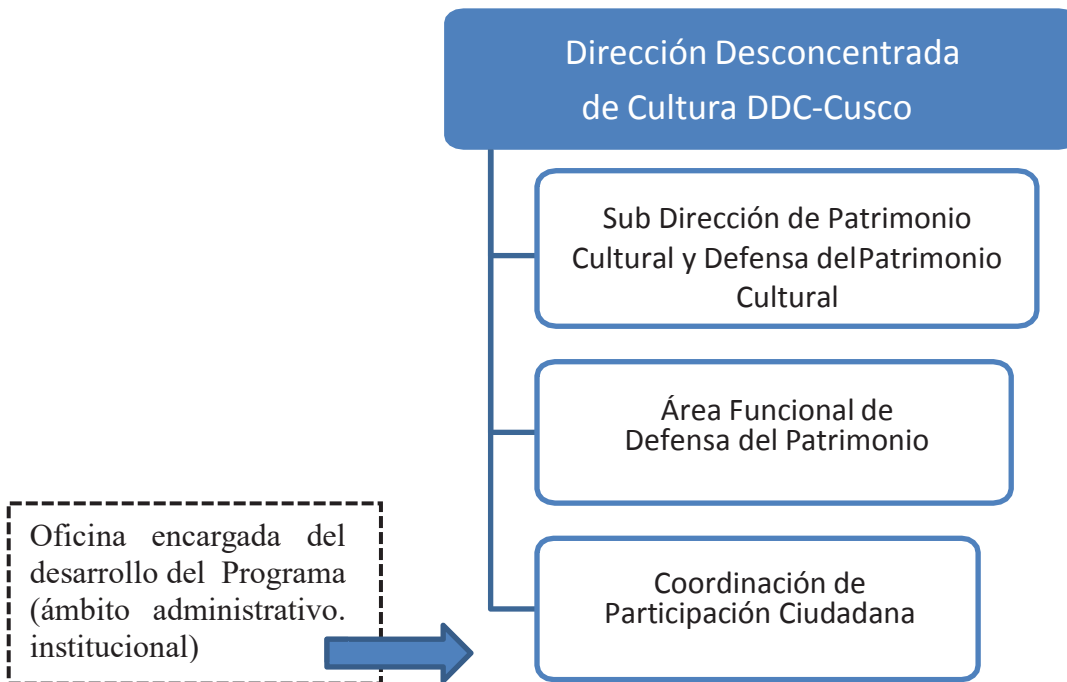 Dirección Desconcentrada
de Cultura DDC-Cusco
Sub Dirección de Patrimonio
Cultural y Defensa delPatrimonio
Cultural
Área Funcional de
Defensa del Patrimonio
Oficina encargada del
desarrollo del Programa
(ámbito administrativo.
institucional)
Coordinación de
Participación Ciudadana